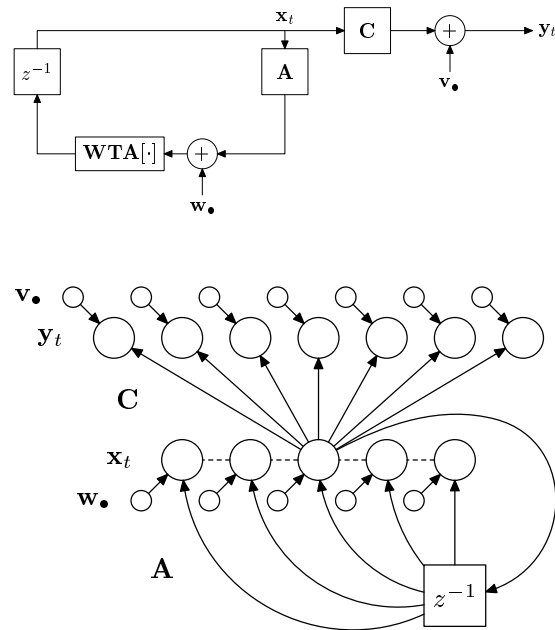 x_t
C
+
y_t
z^{-1}
A
v_•
WTA[·]
+
w_•
v_•
y_t
C
x_t
w_•
A
z^{-1}